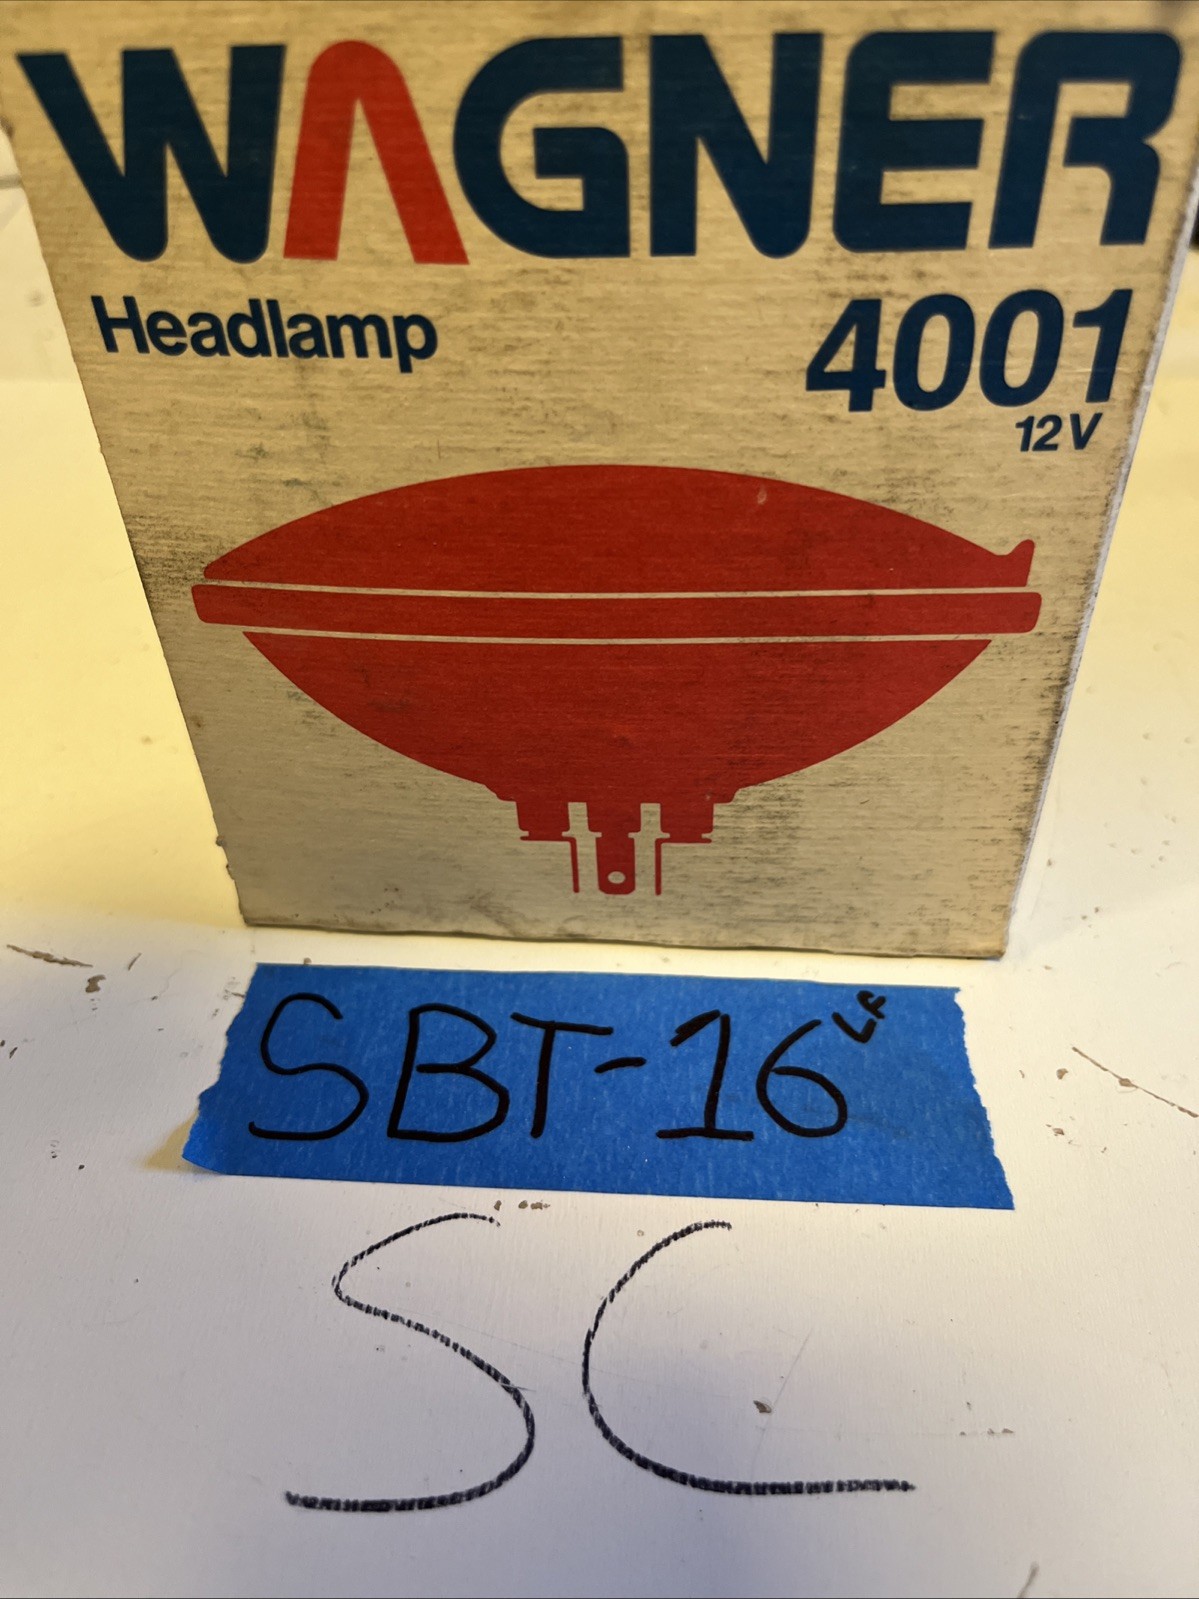 WAGNER
Headlamp
4001
12V
SBT-16 LF
SC